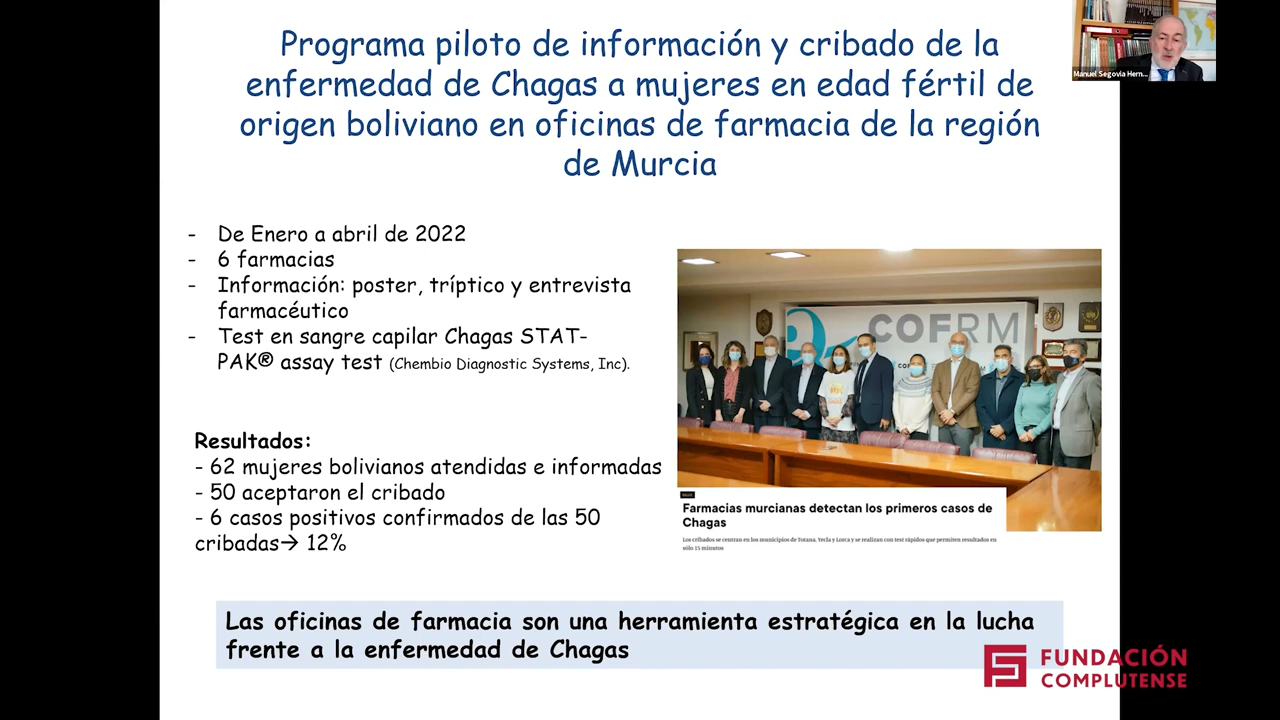 Programa piloto de información y cribado de la
enfermedad de Chagas a mujeres en edad fértil de
origen boliviano en oficinas de farmacia de la región
de Murcia
Manuel Segovia Hern...
- De Enero a abril de 2022
- 6 farmacias
- Información: poster, tríptico y entrevista
farmacéutico
- Test en sangre capilar Chagas STAT-
PAK® assay test (Chembio Diagnostic Systems, Inc).
Resultados:
- 62 mujeres bolivianos atendidas e informadas
- 50 aceptaron el cribado
- 6 casos positivos confirmados de las 50
cribadas→ 12%
COFRM
Farmacias murcianas detectan los primeros casos de
Chagas
Los cribados se centran en los municipios de Totana, Yecla y Lorca y se realizan con test rápidos que permiten resultados en
sólo 15 minutos
Las oficinas de farmacia son una herramienta estratégica en la lucha
frente a la enfermedad de Chagas
FUNDACIÓN
COMPLUTENSE